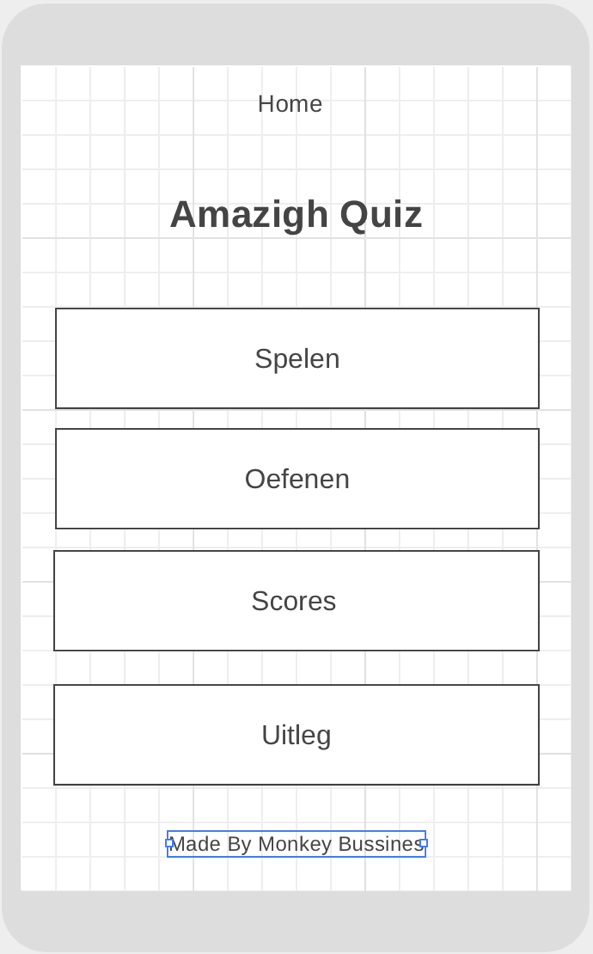 Home
Amazigh Quiz
Spelen
Oefenen
Scores
Uitleg
Made By Monkey Bussines